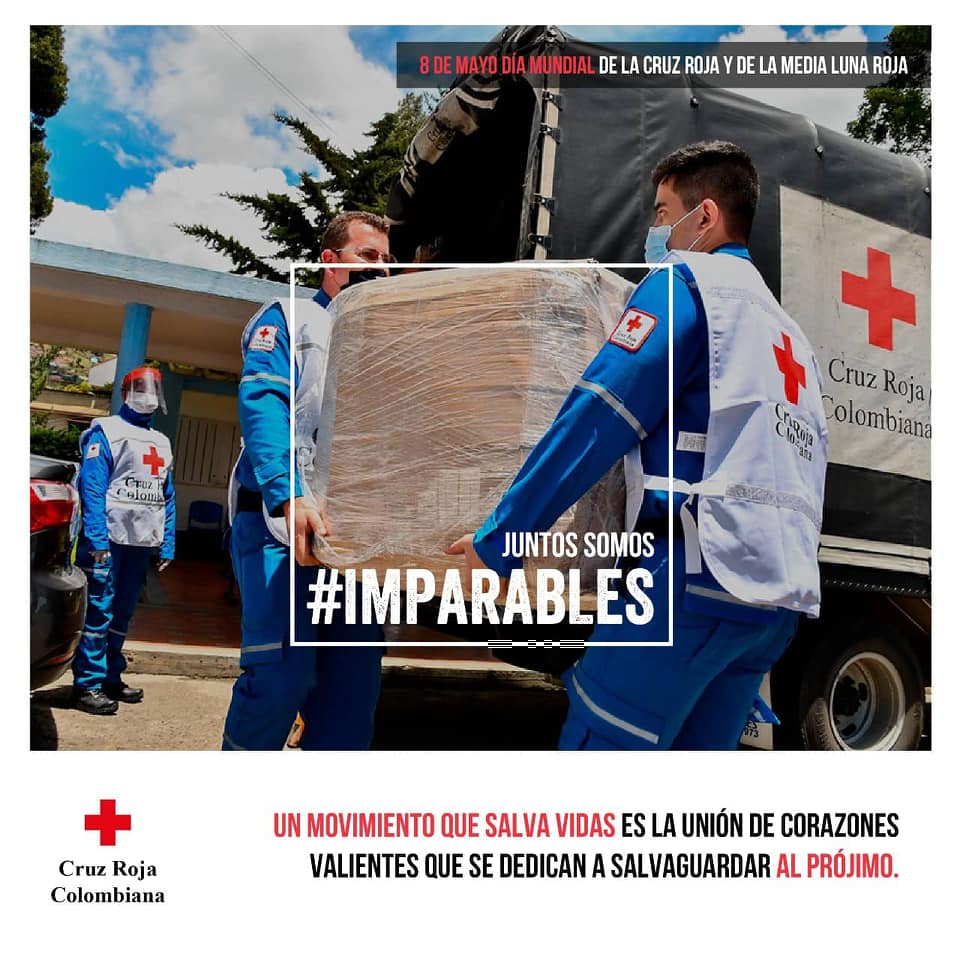 8 DE MAYO DÍA MUNDIAL DE LA CRUZ ROJA Y DE LA MEDIA LUNA ROJA
Cruz Roja
Colombiana
Cruz Roja
Colombiana
JUNTOS SOMOS
#IMPARABLES
UN MOVIMIENTO QUE SALVA VIDAS ES LA UNIÓN DE CORAZONES
VALIENTES QUE SE DEDICAN A SALVAGUARDAR AL PRÓJIMO.
Cruz Roja
Colombiana